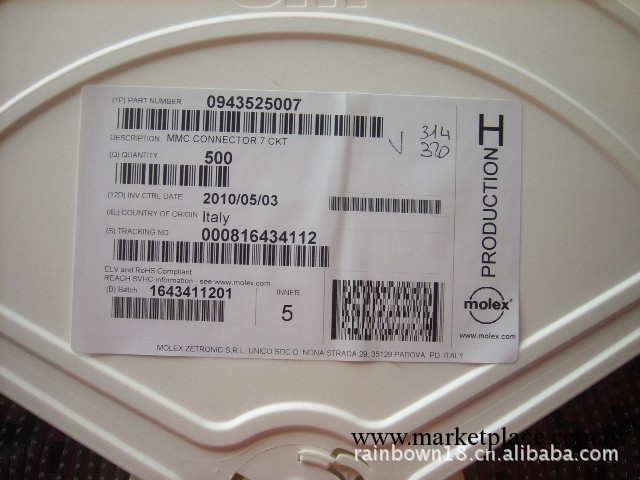 (1P) PART NUMBER 0943525007
DESCRIPTION MMC CONNECTOR 7 CKT
(Q) QUANTITY 500
314
320
(12D) INV CTRL DATE 2010/05/03
(4L) COUNTRY OF ORIGIN Italy
(S) TRACKING NO 000816434112
ELV and RoHS Compliant
REACH SVHC information - see www.molex.com
(B) Batch 1643411201
INNER
5
H
PRODUCTION
molex
www.molex.com
MOLEX ZETRONIC S.R.L. UNICO SOCIO, NONA STRADA 29, 35129 PADOVA PD ITALY
www.marketplace.com.tw
rainbown18.cn.alibaba.com